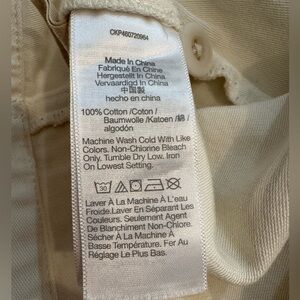 CKP460720964
Made In China
Fabriqué En Chine
Hergestellt In China
Vervaardigd In China
中国製
hecho en china
100% Cotton /Coton /
Baumwolle /Katoen /綿/
algodón
Machine Wash Cold With Like
Colors. Non-Chlorine Bleach
Only. Tumble Dry Low. Iron
On Lowest Setting.
30
Laver À La Machine À L'eau
Froide.Laver En Séparant Les
Couleurs. Seulement Agent
De Blanchiment Non-Chlore.
Sécher À La Machine À
Basse Température. Fer Au
Réglage Le Plus Bas.